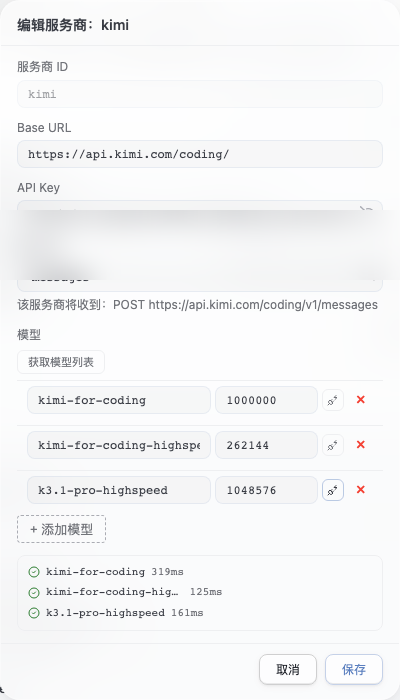 编辑服务商：kimi
服务商 ID
kimi
Base URL
https://api.kimi.com/coding/
API Key
该服务商将收到：POST https://api.kimi.com/coding/v1/messages
模型
获取模型列表
kimi-for-coding 1000000
kimi-for-coding-highspe 262144
k3.1-pro-highspeed 1048576
+ 添加模型
kimi-for-coding 319ms
kimi-for-coding-hig… 125ms
k3.1-pro-highspeed 161ms
取消 保存